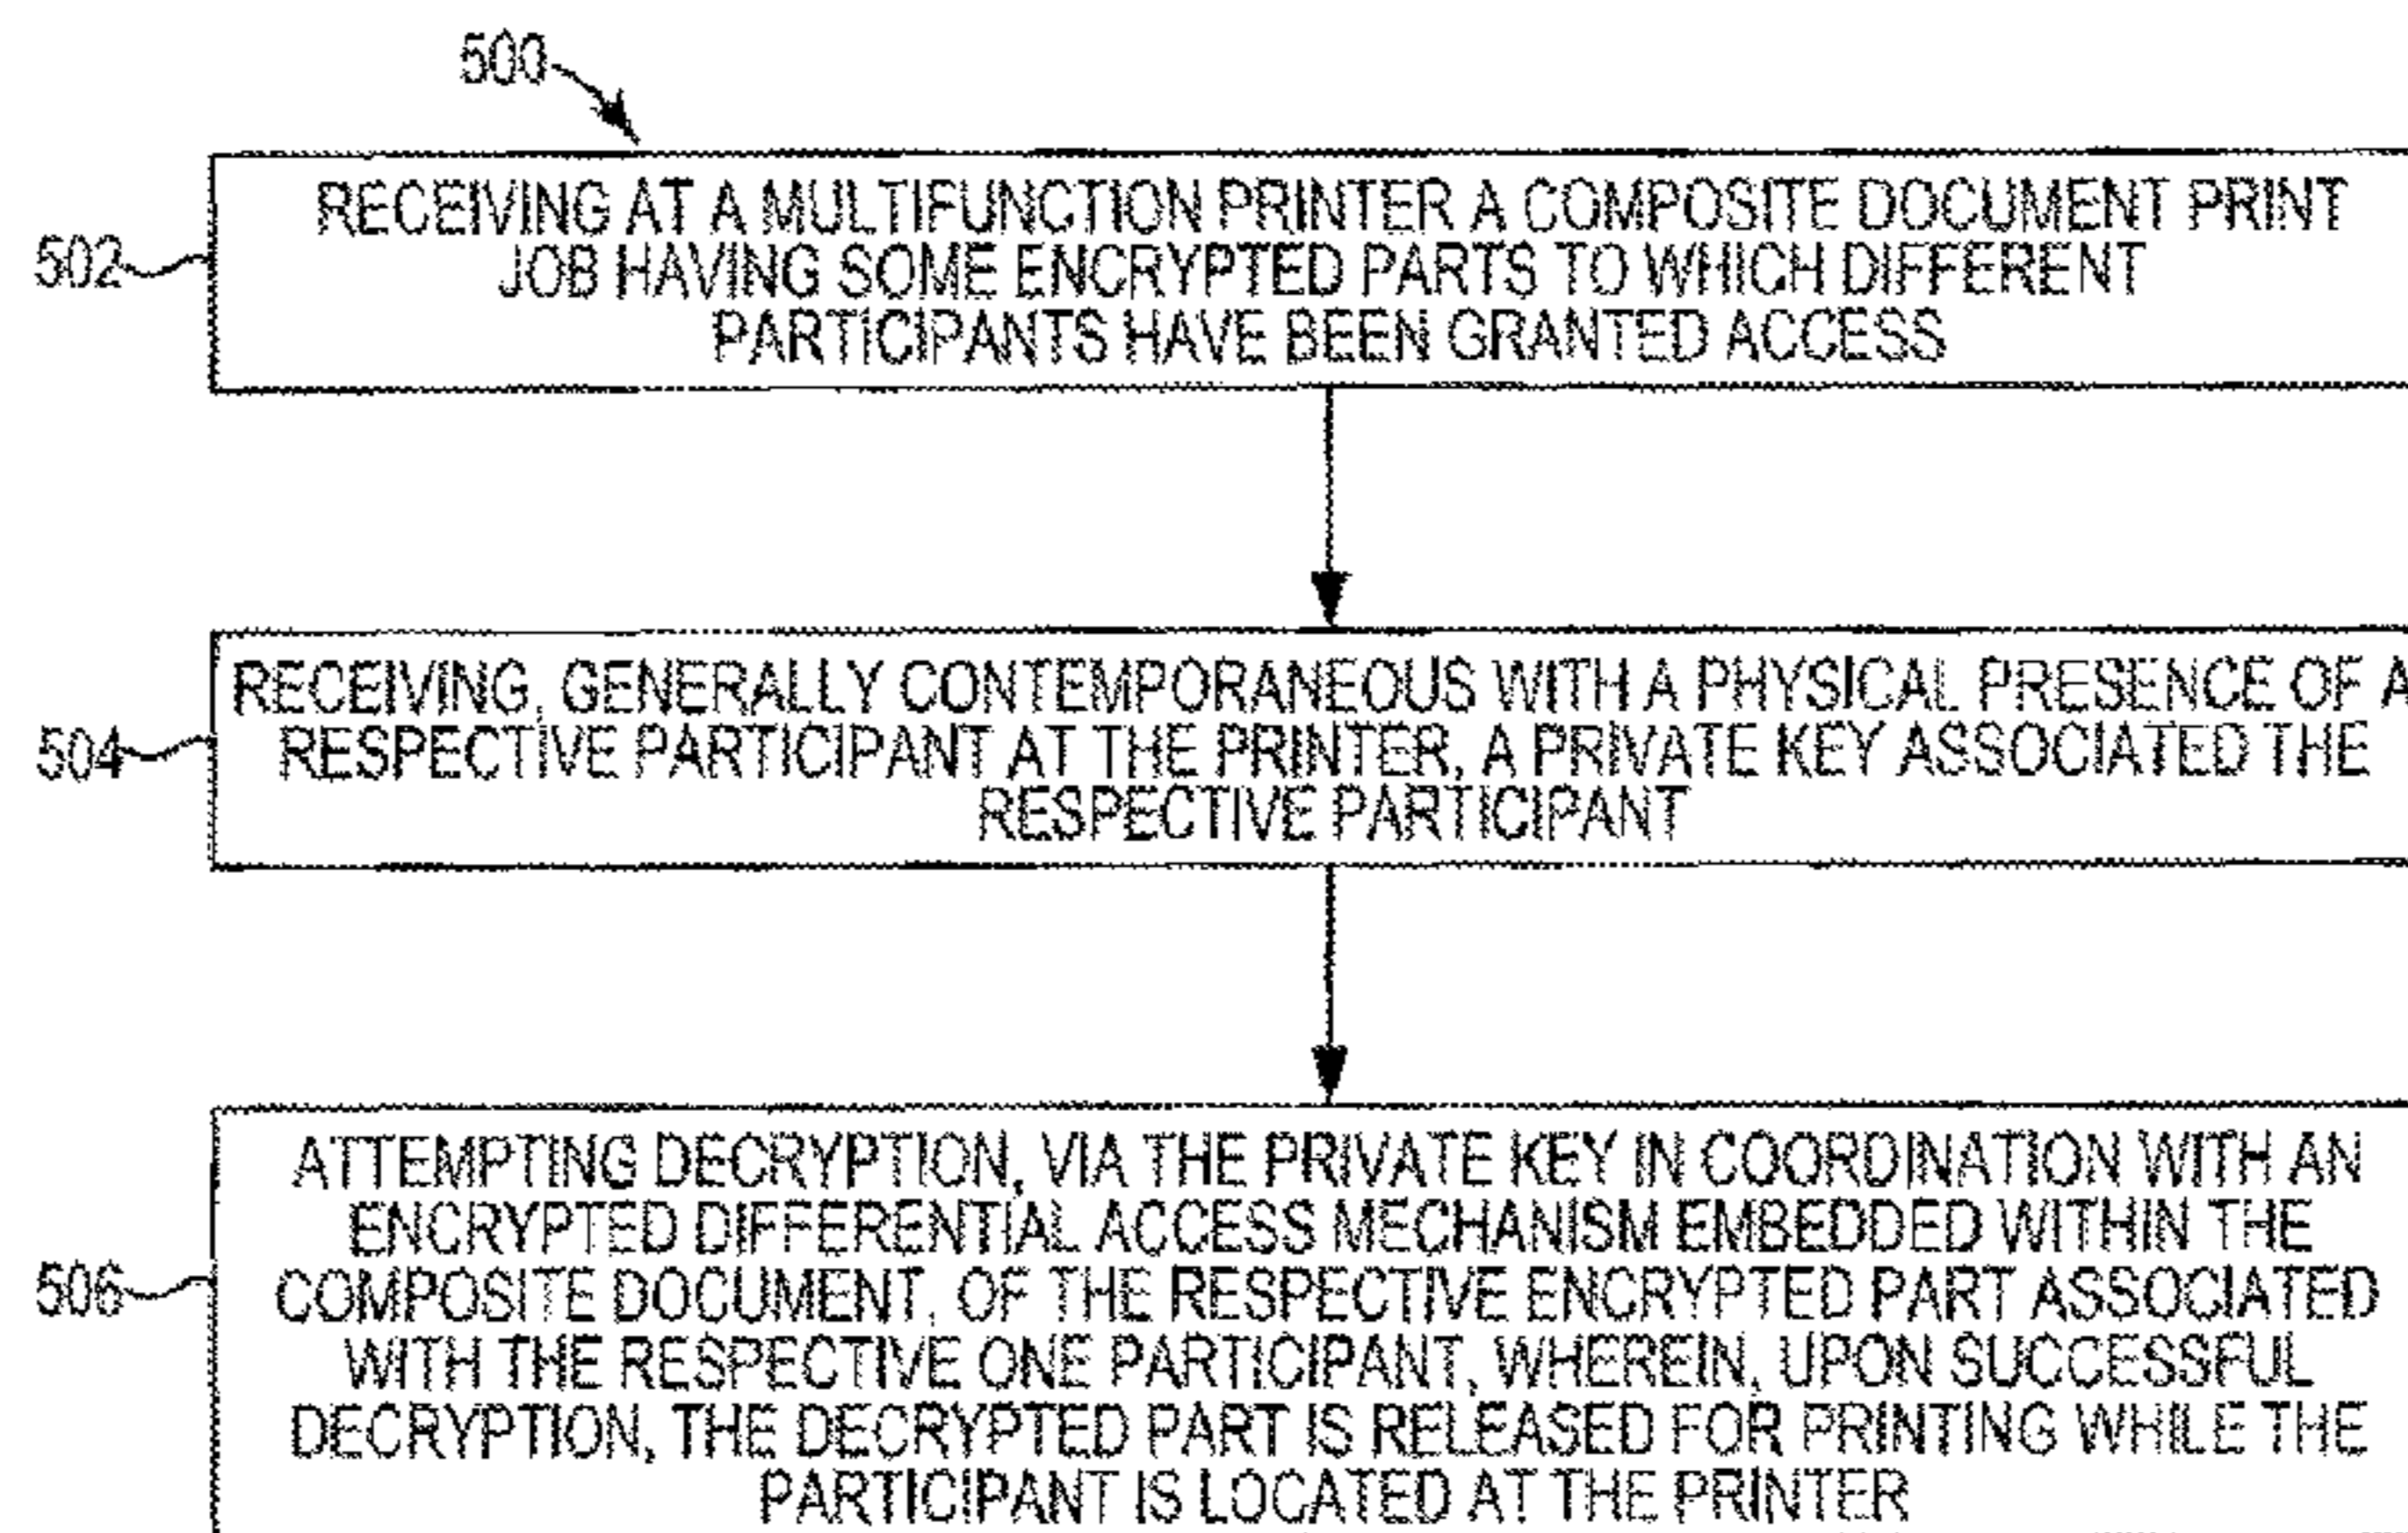 500
502
RECEIVING AT A MULTIFUNCTION PRINTER A COMPOSITE DOCUMENT PRINT
JOB HAVING SOME ENCRYPTED PARTS TO WHICH DIFFERENT
PARTICIPANTS HAVE BEEN GRANTED ACCESS
504
RECEIVING, GENERALLY CONTEMPORANEOUS WITH A PHYSICAL PRESENCE OF A
RESPECTIVE PARTICIPANT AT THE PRINTER, A PRIVATE KEY ASSOCIATED THE
RESPECTIVE PARTICIPANT
506
ATTEMPTING DECRYPTION, VIA THE PRIVATE KEY IN COORDINATION WITH AN
ENCRYPTED DIFFERENTIAL ACCESS MECHANISM EMBEDDED WITHIN THE
COMPOSITE DOCUMENT, OF THE RESPECTIVE ENCRYPTED PART ASSOCIATED
WITH THE RESPECTIVE ONE PARTICIPANT, WHEREIN, UPON SUCCESSFUL
DECRYPTION, THE DECRYPTED PART IS RELEASED FOR PRINTING WHILE THE
PARTICIPANT IS LOCATED AT THE PRINTER